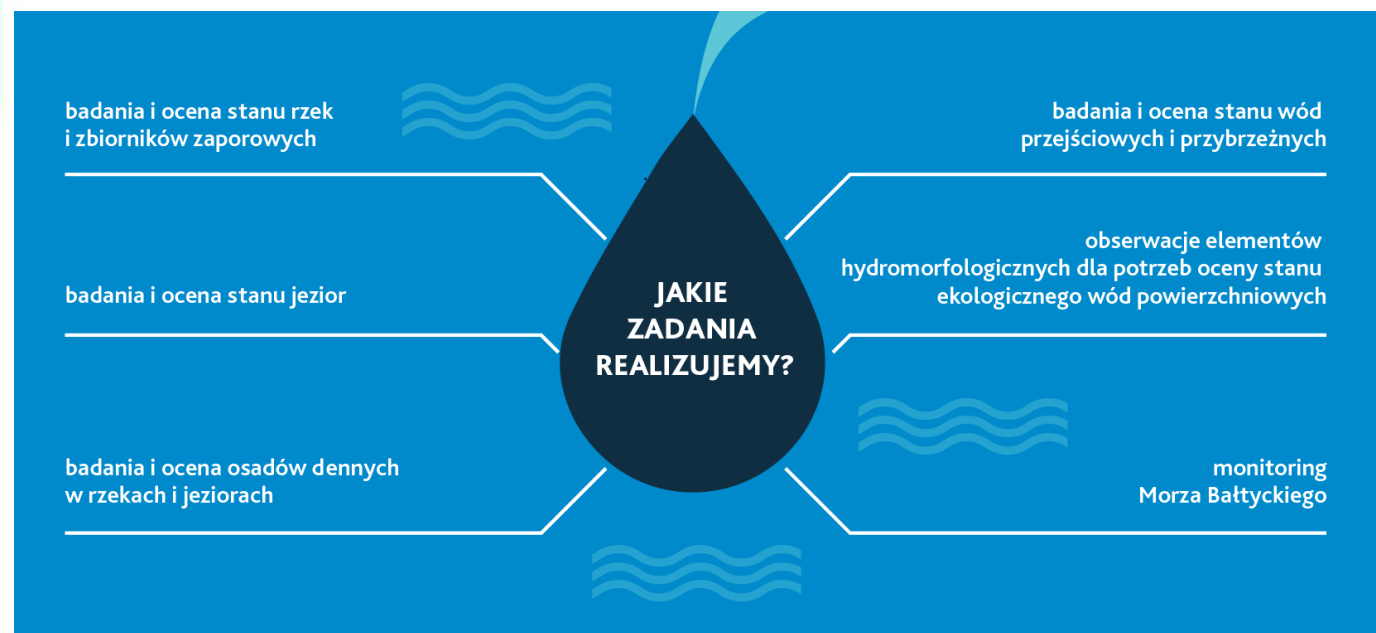 badania i ocena stanu rzek
i zbiorników zaporowych
badania i ocena stanu jezior
badania i ocena osadów dennych
w rzekach i jeziorach
JAKIE
ZADANIA
REALIZUJEMY?
badania i ocena stanu wód
przejściowych i przybrzeżnych
obserwacje elementów
hydromorfologicznych dla potrzeb oceny stanu
ekologicznego wód powierzchniowych
monitoring
Morza Bałtyckiego